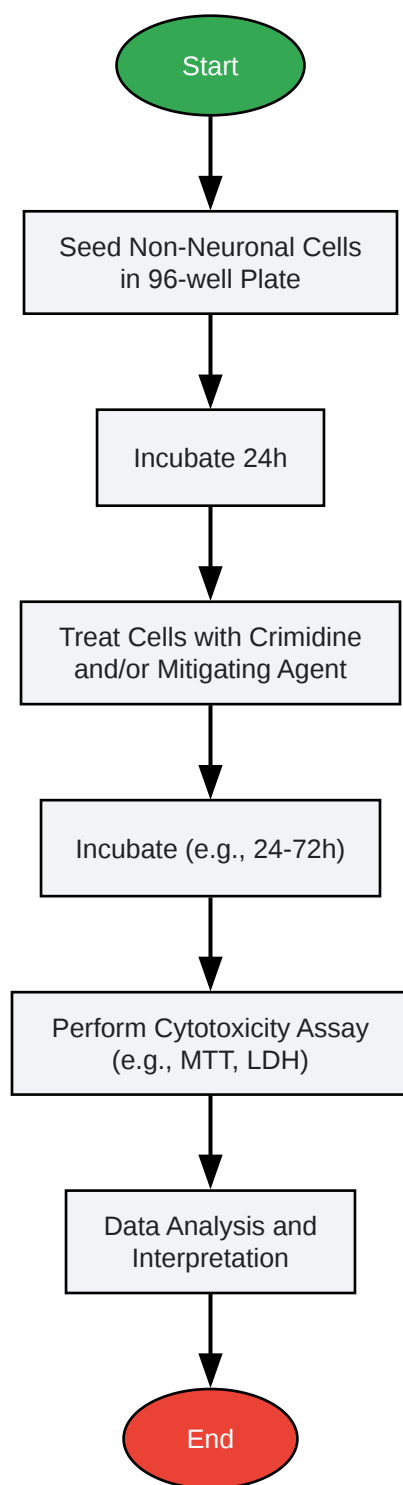 Start
Seed Non-Neuronal Cells
in 96-well Plate
Incubate 24h
Treat Cells with Crimidine
and/or Mitigating Agent
Incubate (e.g., 24-72h)
Perform Cytotoxicity Assay
(e.g., MTT, LDH)
Data Analysis and
Interpretation
End